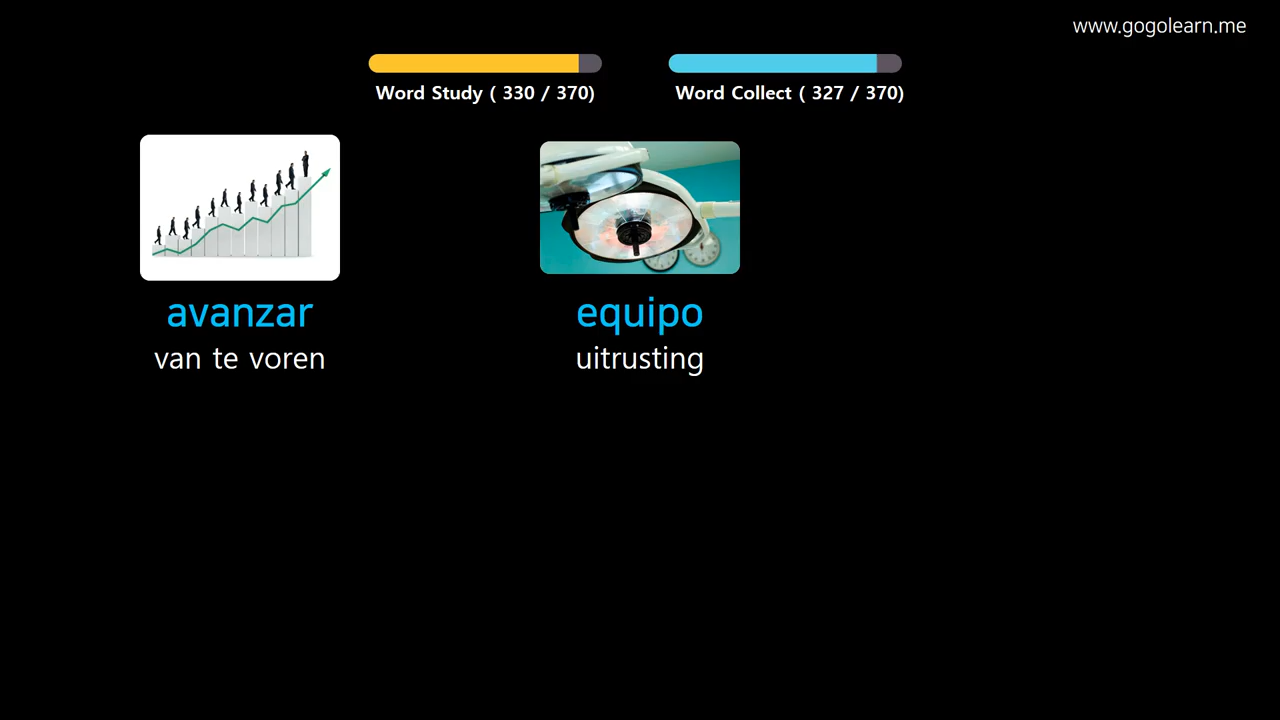 www.gogolearn.me
Word Study ( 330 / 370)
Word Collect ( 327 / 370)
avanzar
van te voren
equipo
uitrusting